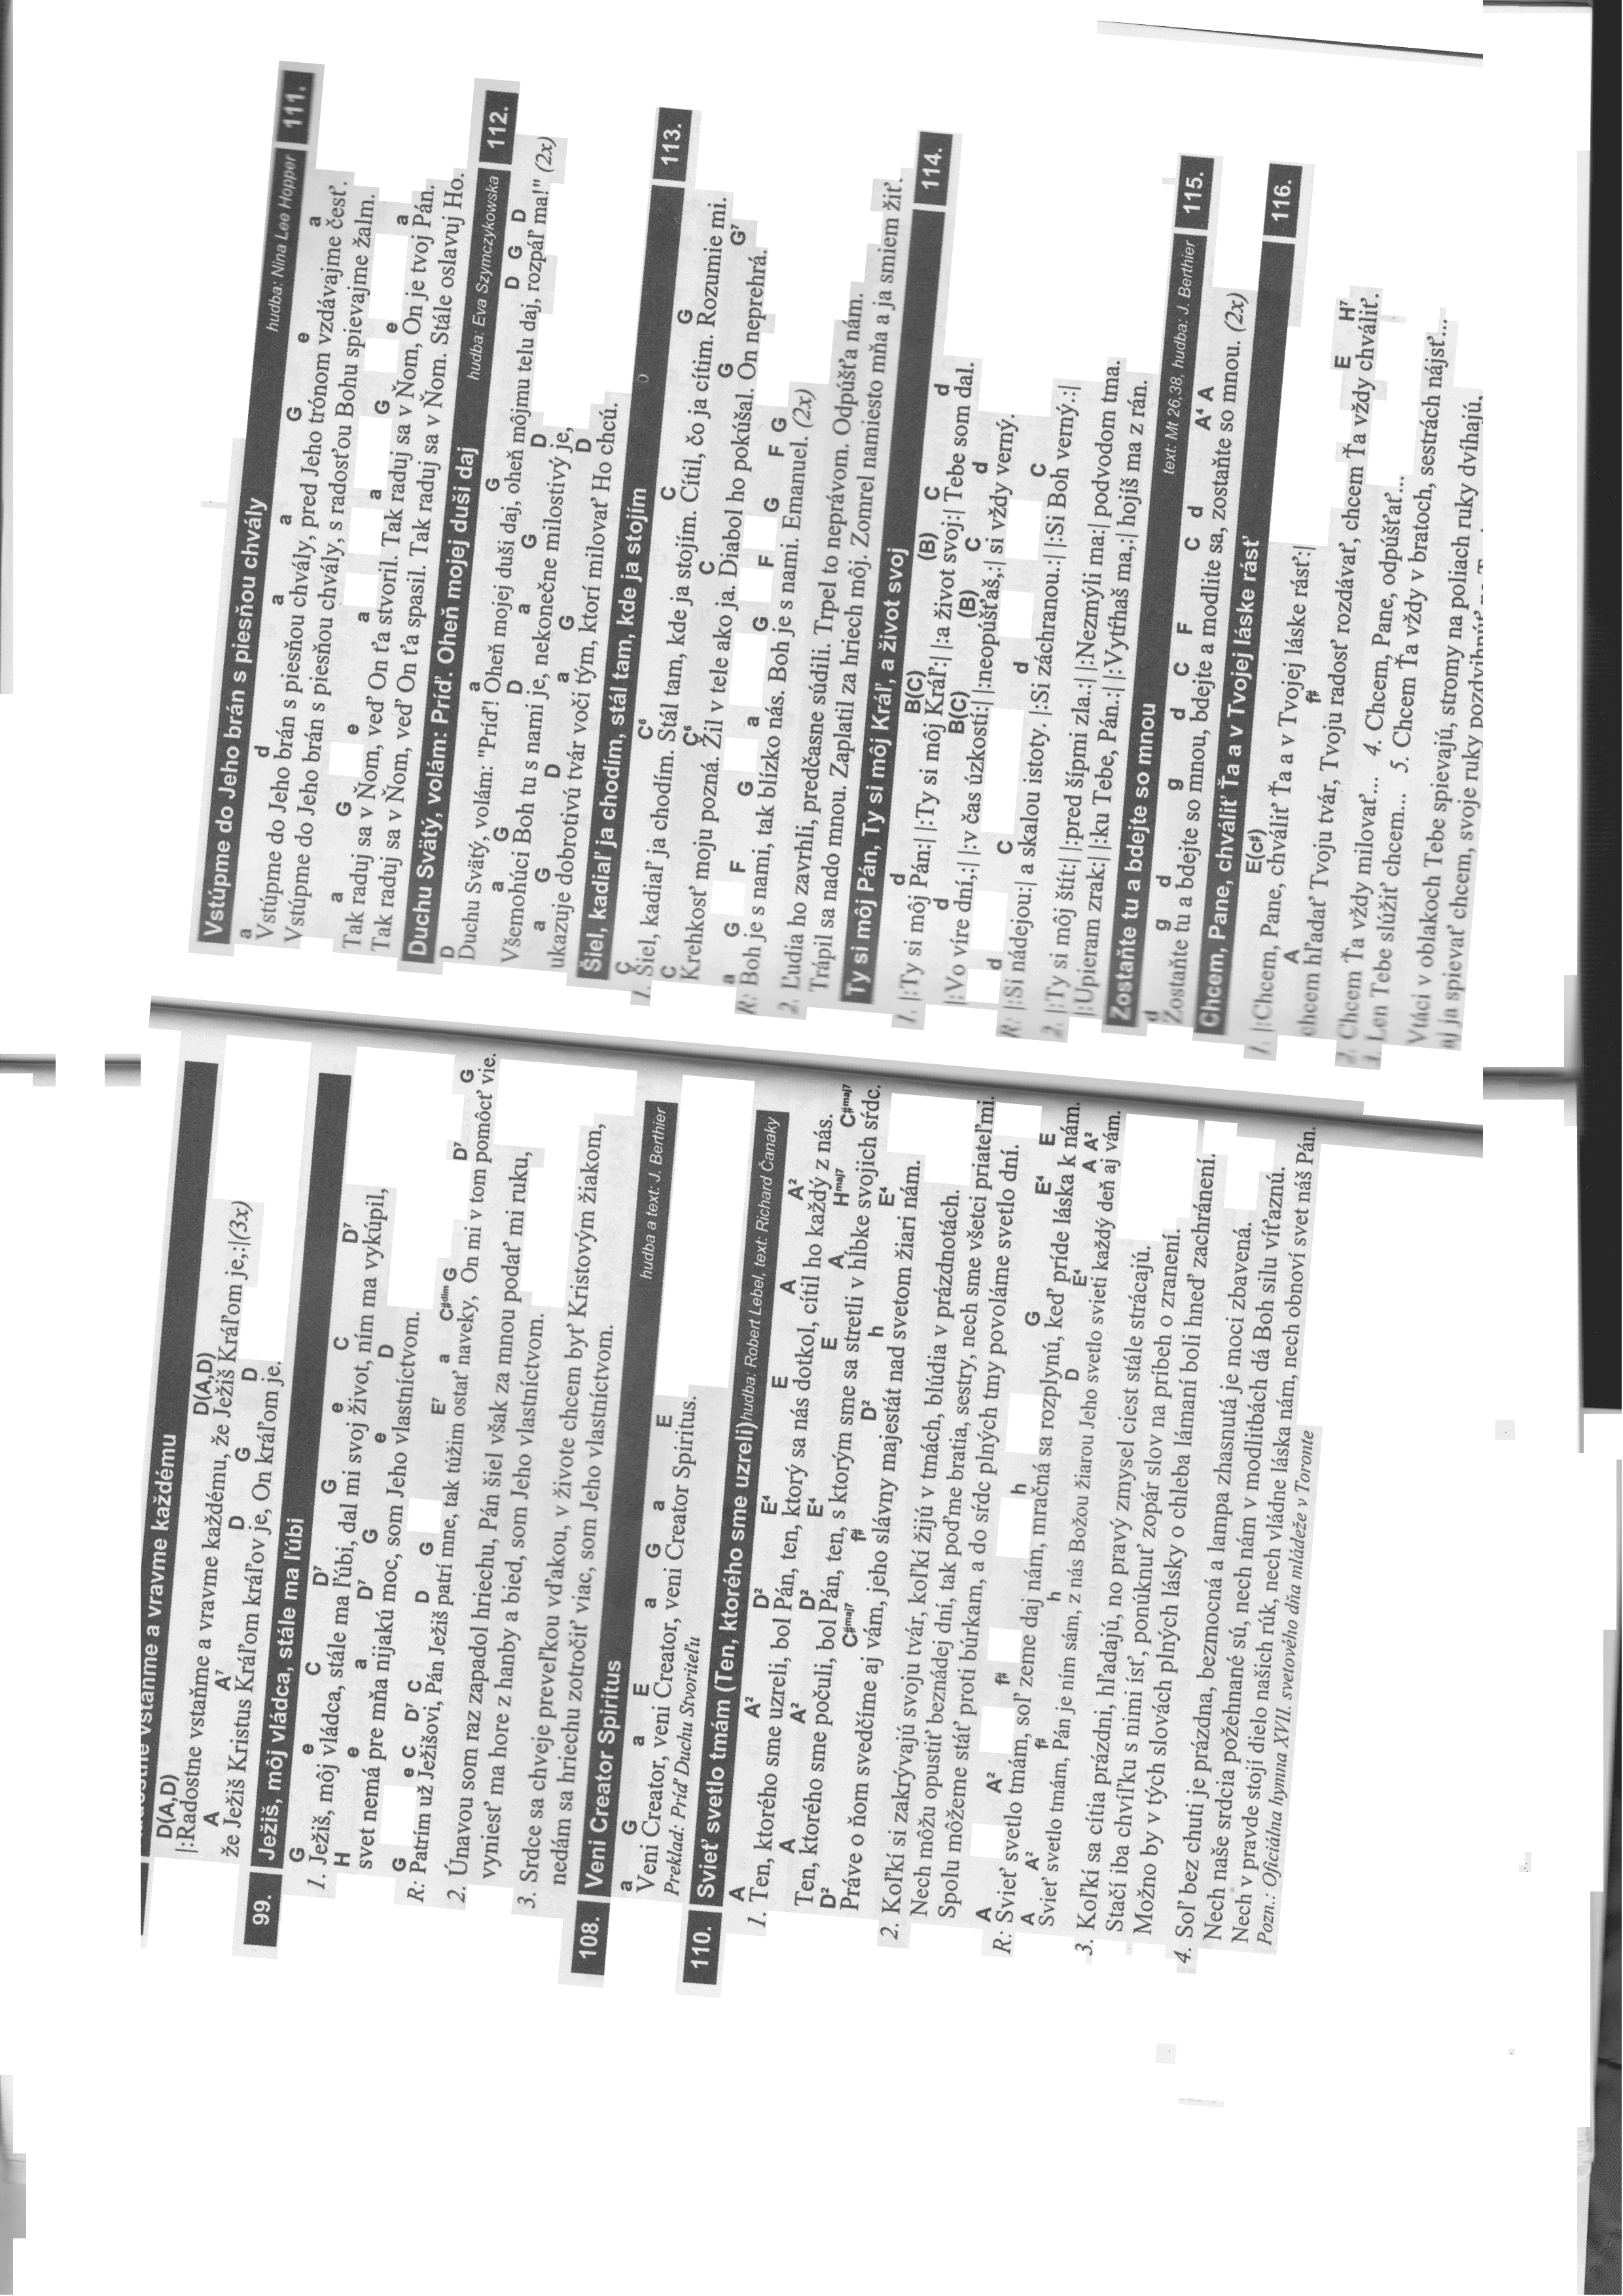 vstaňme a vravme každému
D(A,D) D(A,D)
|:Radostne vstaňme a vravme každému, že Ježiš Kráľom je,:|(3x)
A A7 D G D
že Ježiš Kristus Kráľom kráľov je, On kráľom je.
99. Ježiš, môj vládca, stále ma ľúbi
G e C D7 G e C D7
1. Ježiš, môj vládca, stále ma ľúbi, dal mi svoj život, ním ma vykúpil,
H e a D7 G e D
svet nemá pre mňa nijakú moc, som Jeho vlastníctvom.
G e C D7 C D G E7 a C#dim G D7 G
R: Patrím už Ježišovi, Pán Ježiš patrí mne, tak túžim ostať naveky, On mi v tom pomôcť vie.
2. Únavou som raz zapadol hriechu, Pán šiel však za mnou podať mi ruku,
vyniesť ma hore z hanby a bied, som Jeho vlastníctvom.
3. Srdce sa chveje preveľkou vďakou, v živote chcem byť Kristovým žiakom,
nedám sa hriechu zotročiť viac, som Jeho vlastníctvom.
108. Veni Creator Spiritus
hudba a text: J. Berthier
a G a E a G a E
Veni Creator, veni Creator, veni Creator Spiritus.
Preklad: Príď Duchu Stvoriteľu
110. Svieť svetlo tmám (Ten, ktorého sme uzreli) hudba: Robert Lebel, text: Richard Čanaky
A A2 D2 E4 E A A2
1. Ten, ktorého sme uzreli, bol Pán, ten, ktorý sa nás dotkol, cítil ho každý z nás.
A A2 D2 E4 E A Hmaj7 C#maj7
Ten, ktorého sme počuli, bol Pán, ten, s ktorým sme sa stretli v hĺbke svojich sŕdc.
D2 C#maj7 f# D2 h E4
Práve o ňom svedčíme aj vám, jeho slávny majestát nad svetom žiari nám.
2. Koľkí si zakrývajú svoju tvár, koľkí žijú v tmách, blúdia v prázdnotách.
Nech môžu opustiť beznádej dní, tak poďme bratia, sestry, nech sme všetci priateľmi.
Spolu môžeme stáť proti búrkam, a do sŕdc plných tmy povoláme svetlo dní.
A A2 f# h G E4 E
R: Svieť svetlo tmám, soľ zeme daj nám, mračná sa rozplynú, keď príde láska k nám.
A A2 f# h D E4 A A2
Svieť svetlo tmám, Pán je ním sám, z nás Božou žiarou Jeho svetlo svieti každý deň aj vám.
3. Koľkí sa cítia prázdni, hľadajú, no pravý zmysel ciest stále strácajú.
Stačí iba chvíľku s nimi ísť, ponúknuť zopár slov na príbeh o zranení.
Možno by v tých slovách plných lásky o chleba lámaní boli hneď zachránení.
4. Soľ bez chuti je prázdna, bezmocná a lampa zhasnutá je moci zbavená.
Nech naše srdcia požehnané sú, nech nám v modlitbách dá Boh silu víťaznú.
Nech v pravde stojí dielo našich rúk, nech vládne láska nám, nech obnoví svet náš Pán.
Pozn.: Oficiálna hymna XVII. svetového dňa mládeže v Toronte
Vstúpme do Jeho brán s piesňou chvály hudba: Nina Lee Hopper 111.
a d a a G e a
Vstúpme do Jeho brán s piesňou chvály, pred Jeho trónom vzdávajme česť.
Vstúpme do Jeho brán s piesňou chvály, s radosťou Bohu spievajme žalm.
a G e a a G e a
Tak raduj sa v Ňom, veď On ťa stvoril. Tak raduj sa v Ňom, On je tvoj Pán.
Tak raduj sa v Ňom, veď On ťa spasil. Tak raduj sa v Ňom. Stále oslavuj Ho.
Duchu Svätý, volám: Príď. Oheň mojej duši daj hudba: Eva Szymczykowska 112.
D a G D G D
Duchu Svätý, volám: "Príď! Oheň mojej duši daj, oheň môjmu telu daj, rozpáľ ma!" (2x)
a G D a G D
Všemohúci Boh tu s nami je, nekonečne milostivý je,
a G D a G D
ukazuje dobrotivú tvár voči tým, ktorí milovať Ho chcú.
Šiel, kadiaľ ja chodím, stál tam, kde ja stojím 113.
C C6 C G
1. Šiel, kadiaľ ja chodím. Stál tam, kde ja stojím. Cítil, čo ja cítim. Rozumie mi.
C C6 C G G7
Krehkosť moju pozná. Žil v tele ako ja. Diabol ho pokúšal. On neprehrá.
a G F G a G F G F G
R: Boh je s nami, tak blízko nás. Boh je s nami. Emanuel. (2x)
2. Ľudia ho zavrhli, predčasne súdili. Trpel to neprávom. Odpúšťa nám.
Trápil sa nado mnou. Zaplatil za hriech môj. Zomrel namiesto mňa a ja smiem žiť.
Ty si môj Pán, Ty si môj Kráľ, a život svoj 114.
d B(C) (B) C d
1. |:Ty si môj Pán:| |:Ty si môj Kráľ:| |:a život svoj:| Tebe som dal.
d B(C) (B) C d
|:Vo víre dní,:| |:v čas úzkostí:| |:neopúšťaš,:| si vždy verný.
d C d C
R: |:Si nádejou:| a skalou istoty. |:Si záchranou:| |:Si Boh verný.:|
2. |:Ty si môj štít:| |:pred šípmi zla.:| |:Nezmýli ma:| podvodom tma.
|:Upieram zrak:| |:ku Tebe, Pán.:| |:Vytŕhaš ma,:| hojíš ma z rán.
Zostaňte tu a bdejte so mnou text: Mt 26,38, hudba: J. Berthier 115.
d g d g d C F C d A4 A
Zostaňte tu a bdejte so mnou, bdejte a modlite sa, zostaňte so mnou. (2x)
Chcem, Pane, chváliť Ťa a v Tvojej láske rásť 116.
E(c#)
1. |:Chcem, Pane, chváliť Ťa a v Tvojej láske rásť:|
A f# E H7
chcem hľadať Tvoju tvár, Tvoju radosť rozdávať, chcem Ťa vždy chváliť.
2. Chcem Ťa vždy milovať... 4. Chcem, Pane, odpúšťať...
Len Tebe slúžiť chcem... 5. Chcem Ťa vždy v bratoch, sestrách nájsť...
Vtáci v oblakoch Tebe spievajú, stromy na poliach ruky dvíhajú,
aj ja spievať chcem, svoje ruky pozdvihnúť